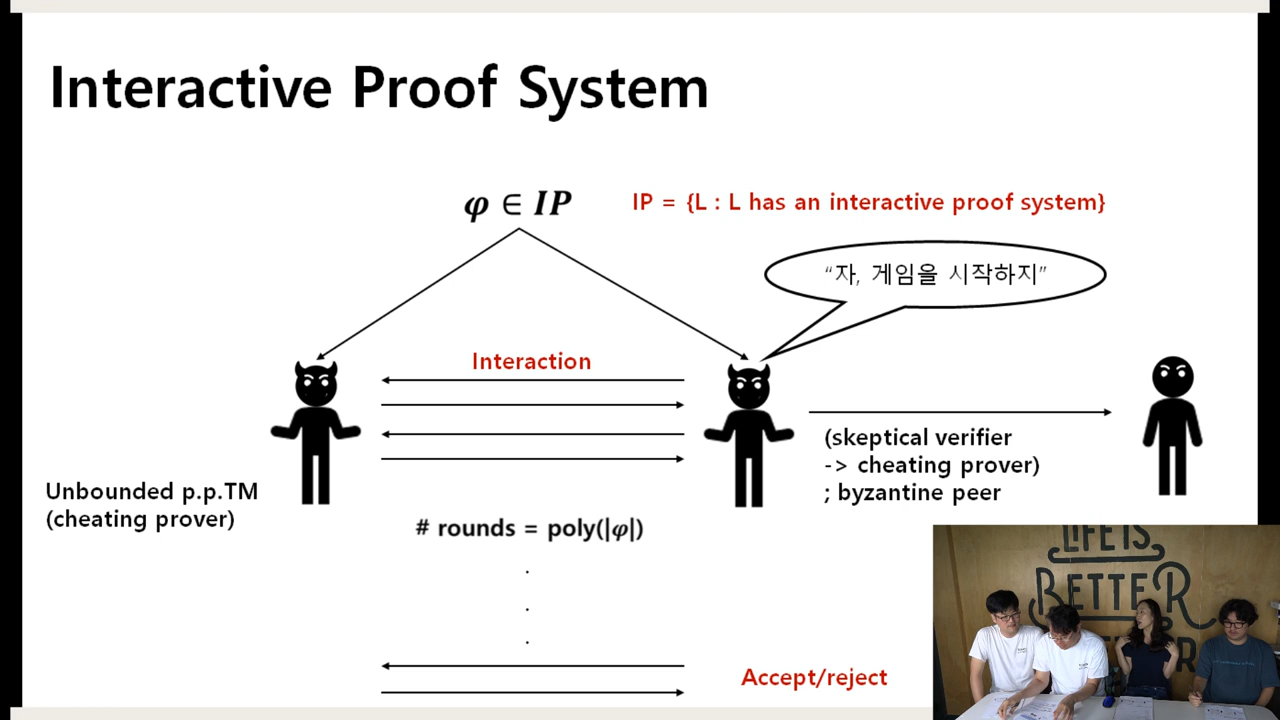 Interactive Proof System
φ ∈ IP
IP = {L : L has an interactive proof system}
“자, 게임을 시작하지”
Interaction
(skeptical verifier
-> cheating prover)
; byzantine peer
Unbounded p.p.TM
(cheating prover)
# rounds = poly(|φ|)
.
.
.
Accept/reject
LIFE IS
BETTER